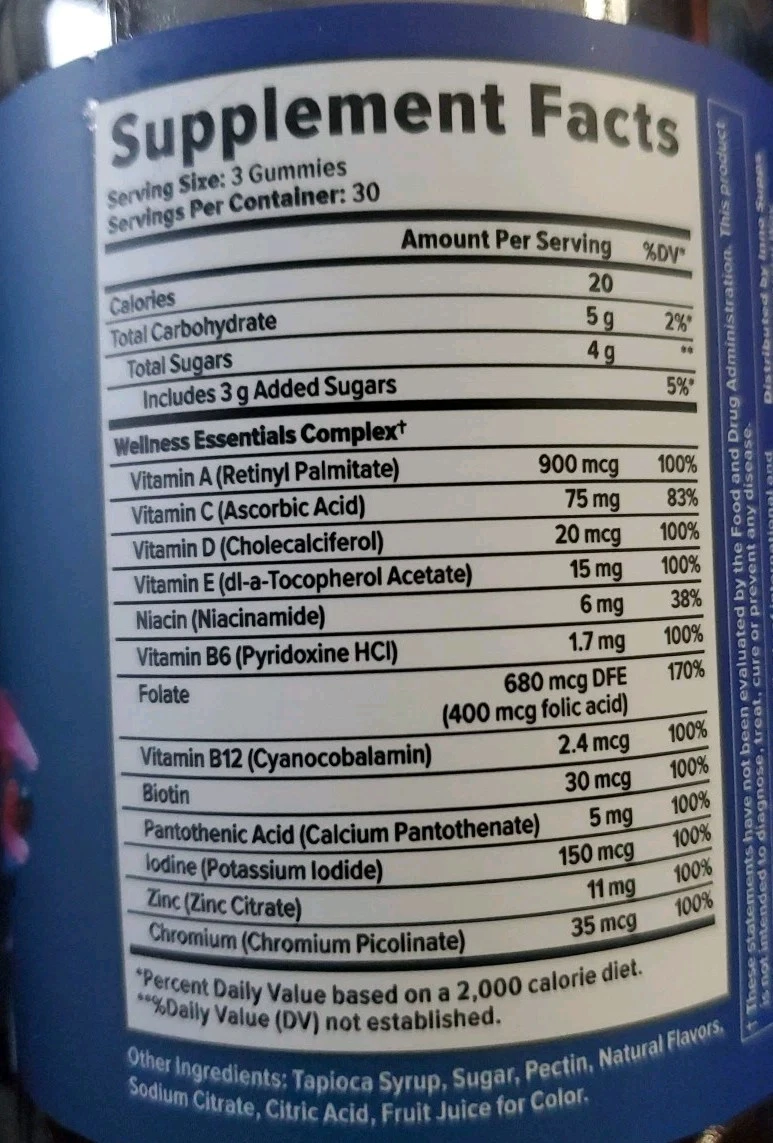 Supplement Facts
Serving Size: 3 Gummies
Servings Per Container: 30
Amount Per Serving %DV*
Calories 20
Total Carbohydrate 5 g 2%*
Total Sugars 4 g **
Includes 3 g Added Sugars 5%*
Wellness Essentials Complex†
Vitamin A (Retinyl Palmitate) 900 mcg 100%
Vitamin C (Ascorbic Acid) 75 mg 83%
Vitamin D (Cholecalciferol) 20 mcg 100%
Vitamin E (dl-a-Tocopherol Acetate) 15 mg 100%
Niacin (Niacinamide) 6 mg 38%
Vitamin B6 (Pyridoxine HCl) 1.7 mg 100%
Folate 680 mcg DFE 170%
(400 mcg folic acid)
Vitamin B12 (Cyanocobalamin) 2.4 mcg 100%
Biotin 30 mcg 100%
Pantothenic Acid (Calcium Pantothenate) 5 mg 100%
Iodine (Potassium Iodide) 150 mcg 100%
Zinc (Zinc Citrate) 11 mg 100%
Chromium (Chromium Picolinate) 35 mcg 100%
*Percent Daily Value based on a 2,000 calorie diet.
**%Daily Value (DV) not established.
Other Ingredients: Tapioca Syrup, Sugar, Pectin, Natural Flavors,
Sodium Citrate, Citric Acid, Fruit Juice for Color.
† These statements have not been evaluated by the Food and Drug Administration. This product
is not intended to diagnose, treat, cure or prevent any disease.
Distributed by Inno Supps